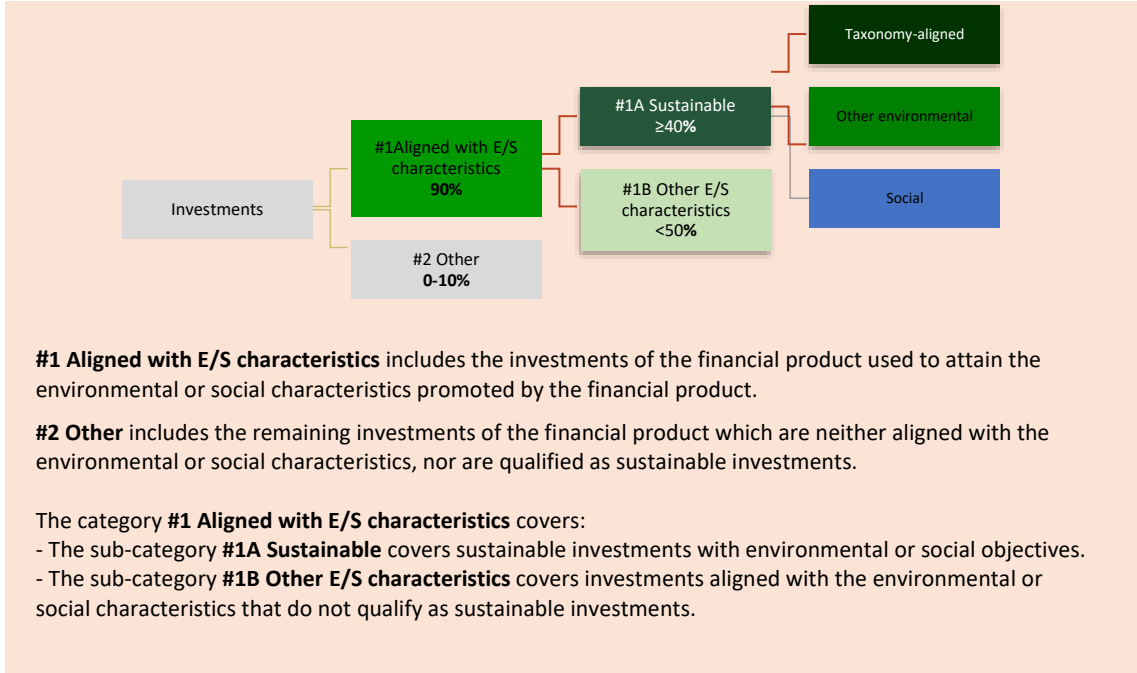 Taxonomy-aligned
#1A Sustainable
≥40%
Other environmental
#1Aligned with E/S
characteristics
90%
#1B Other E/S
characteristics
<50%
Social
Investments
#2 Other
0-10%
#1 Aligned with E/S characteristics includes the investments of the financial product used to attain the
environmental or social characteristics promoted by the financial product.
#2 Other includes the remaining investments of the financial product which are neither aligned with the
environmental or social characteristics, nor are qualified as sustainable investments.
The category #1 Aligned with E/S characteristics covers:
- The sub-category #1A Sustainable covers sustainable investments with environmental or social objectives.
- The sub-category #1B Other E/S characteristics covers investments aligned with the environmental or
social characteristics that do not qualify as sustainable investments.